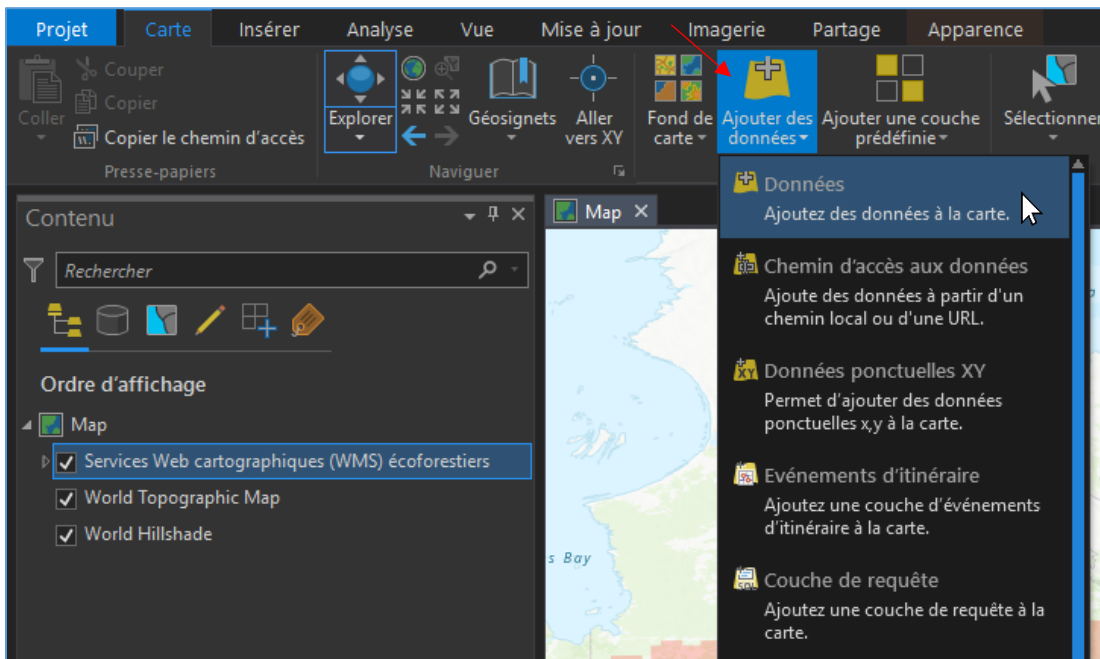 Projet Carte Insérer Analyse Vue Mise à jour Imagerie Partage Apparence
Coller
Couper
Copier
Copier le chemin d'accès
Presse-papiers
Explorer
Géosignets
Aller
vers XY
Naviguer
Fond de
carte
Ajouter des
données
Ajouter une couche
prédéfinie
Sélectionner
Contenu
Rechercher
Ordre d'affichage
Map
Services Web cartographiques (WMS) écoforestiers
World Topographic Map
World Hillshade
Map
s Bay
Données
Ajoutez des données à la carte.
Chemin d'accès aux données
Ajoute des données à partir d'un
chemin local ou d'une URL.
XY
Données ponctuelles XY
Permet d'ajouter des données
ponctuelles x,y à la carte.
Evénements d'itinéraire
Ajoutez une couche d'événements
d'itinéraire à la carte.
SQL
Couche de requête
Ajoutez une couche de requête à la
carte.